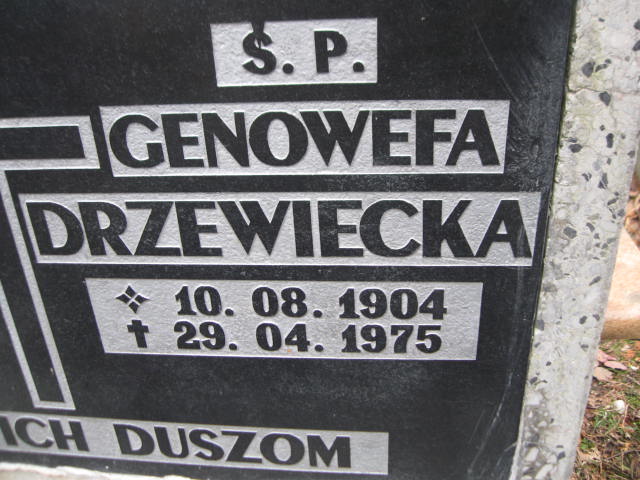 Ś. P.
GENOWEFA
DRZEWIECKA
10. 08. 1904
29. 04. 1975
ICH DUSZOM